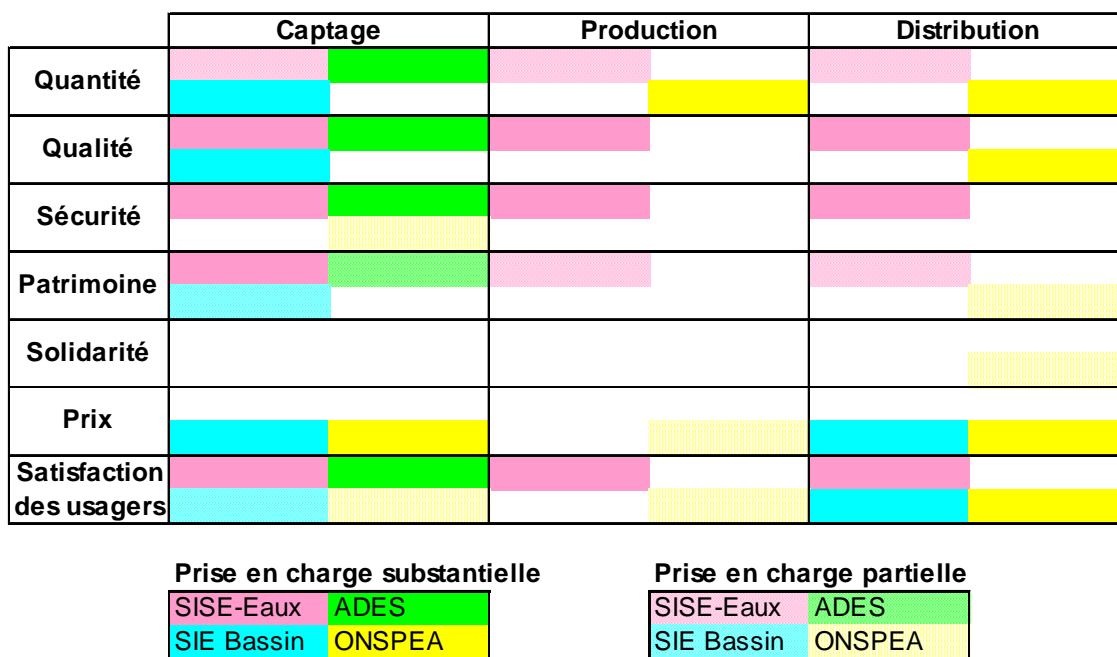 Captage Production Distribution
Quantité
Qualité
Sécurité
Patrimoine
Solidarité
Prix
Satisfaction
des usagers
Prise en charge substantielle Prise en charge partielle
SISE-Eaux ADES SISE-Eaux ADES
SIE Bassin ONSPEA SIE Bassin ONSPEA